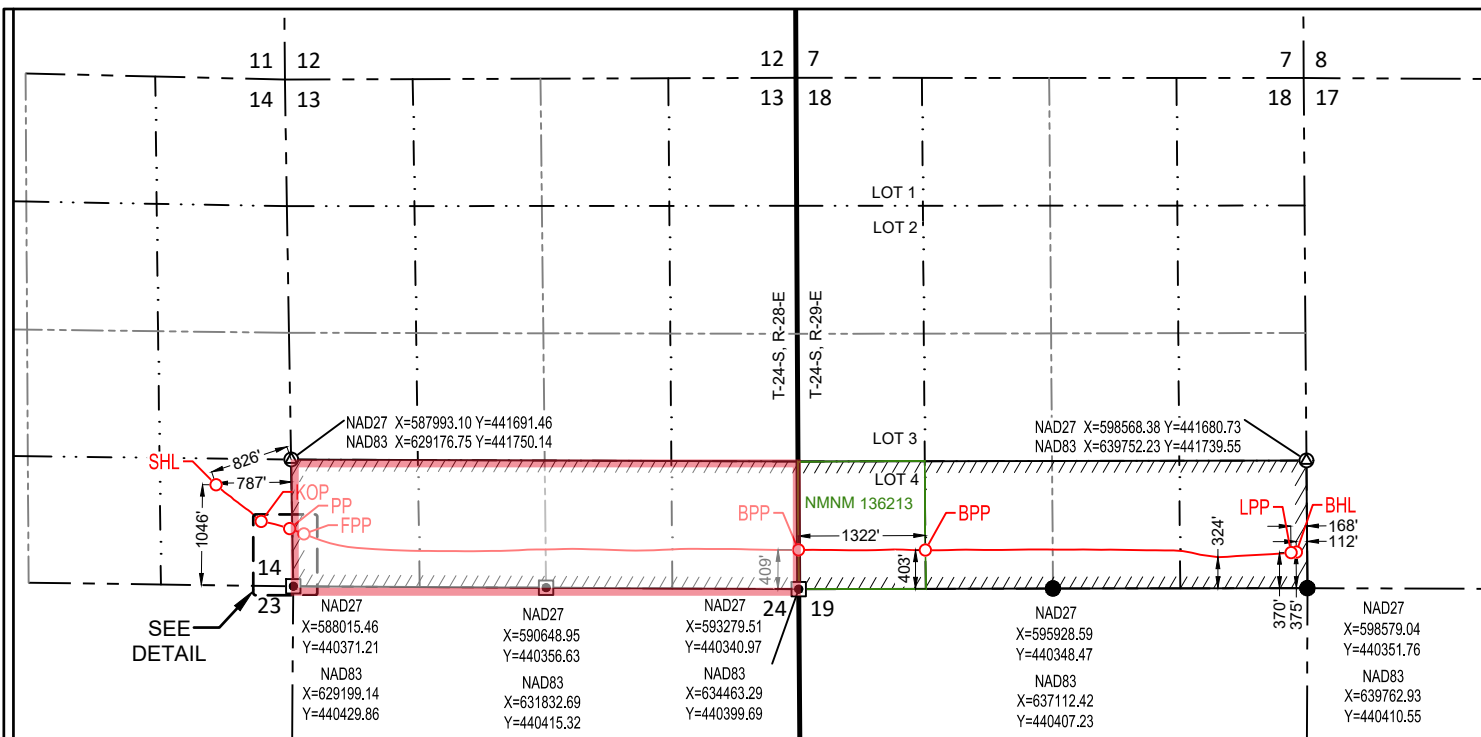 11 12
12 7
7 8
14 13
13 18
18 17
LOT 1
LOT 2
T-24-S, R-28-E
T-24-S, R-29-E
NAD27 X=587993.10 Y=441691.46
NAD83 X=629176.75 Y=441750.14
NAD27 X=598568.38 Y=441680.73
NAD83 X=639752.23 Y=441739.55
LOT 3
LOT 4
SHL
826'
787'
1046'
KOP
PP
FPP
NMNM 136213
BPP
1322'
BPP
LPP
BHL
168'
112'
409'
403'
324'
370'
375'
14
23
24 19
SEE
DETAIL
NAD27
X=588015.46
Y=440371.21
NAD83
X=629199.14
Y=440429.86
NAD27
X=590648.95
Y=440356.63
NAD83
X=631832.69
Y=440415.32
NAD27
X=593279.51
Y=440340.97
NAD83
X=634463.29
Y=440399.69
NAD27
X=595928.59
Y=440348.47
NAD83
X=637112.42
Y=440407.23
NAD27
X=598579.04
Y=440351.76
NAD83
X=639762.93
Y=440410.55